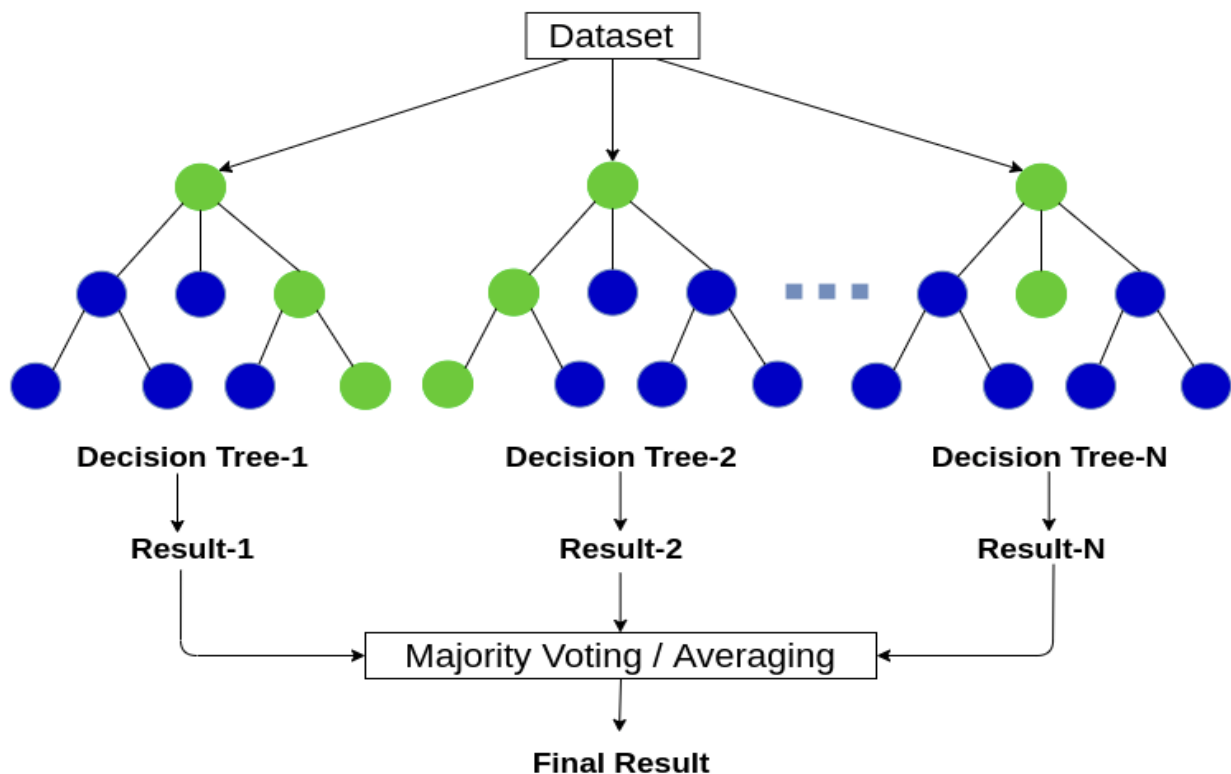 Dataset
Decision Tree-1
Decision Tree-2
Decision Tree-N
Result-1
Result-2
Result-N
Majority Voting / Averaging
Final Result